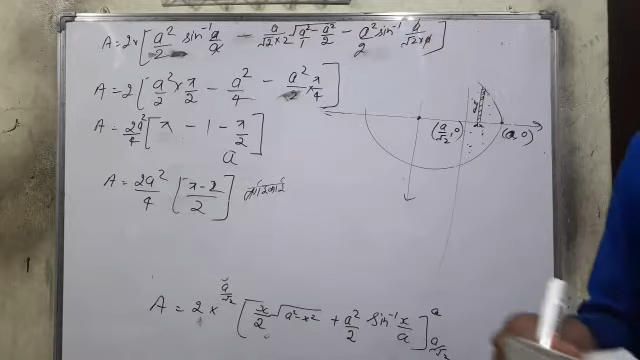 A = 2× [ a²/2 sin⁻¹ a/a − a/√2×2 √a²/1 − a²/2 − a²/2 sin⁻¹ a/√2×a ]
A = 2 [ a²/2 × π/2 − a²/4 − a²/2 × π/4 ]
A = 2a²/4 [ π − 1 − π/2 ]
a
A = 2a²/4 [ π−2/2 ]
(a/√2, 0)
(a, 0)
a/√2
A = 2 × [ x/2 √a²−x² + a²/2 sin⁻¹ x/a ] a a/√2